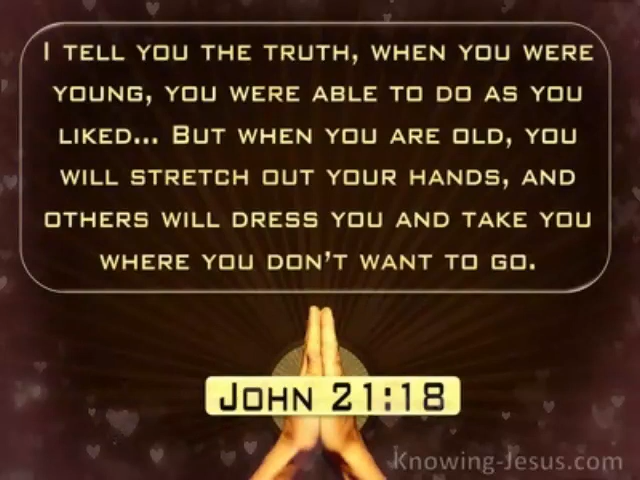 I TELL YOU THE TRUTH, WHEN YOU WERE
YOUNG, YOU WERE ABLE TO DO AS YOU
LIKED... BUT WHEN YOU ARE OLD, YOU
WILL STRETCH OUT YOUR HANDS, AND
OTHERS WILL DRESS YOU AND TAKE YOU
WHERE YOU DON'T WANT TO GO.
JOHN 21:18
Knowing-Jesus.com